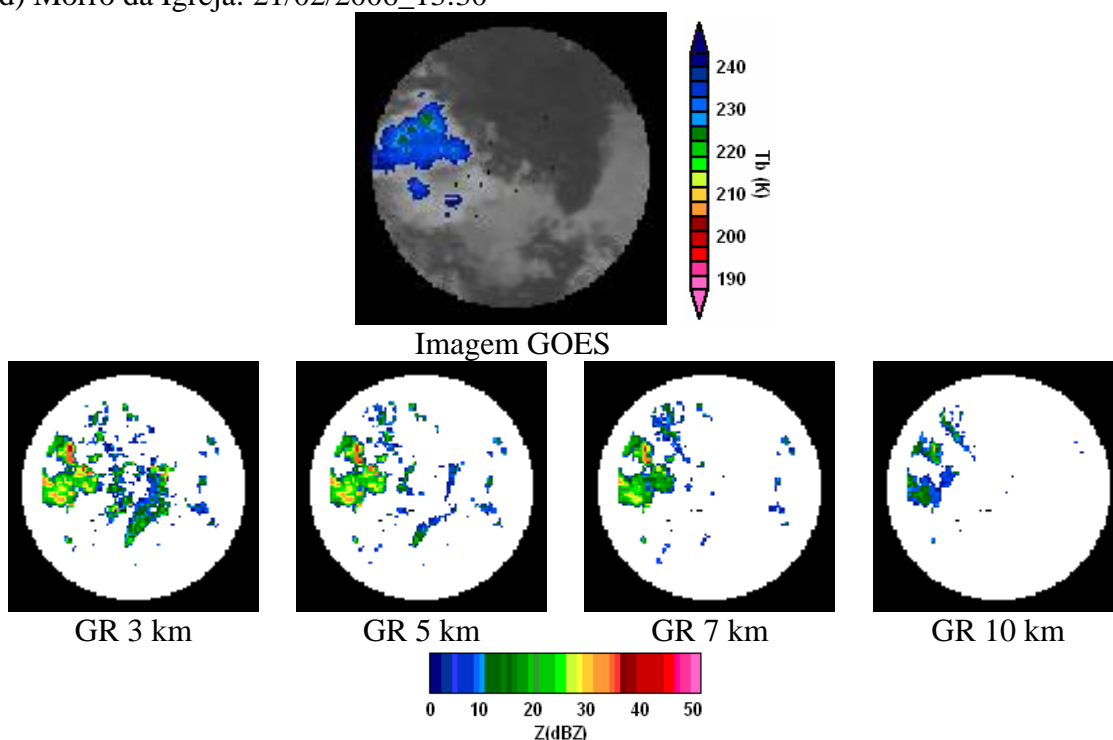 d) Morro da Igreja: 21/02/2006_13:30
240
230
220
210
200
190
Tb (K)
Imagem GOES
GR 3 km GR 5 km GR 7 km GR 10 km
0 10 20 30 40 50
Z(dBZ)